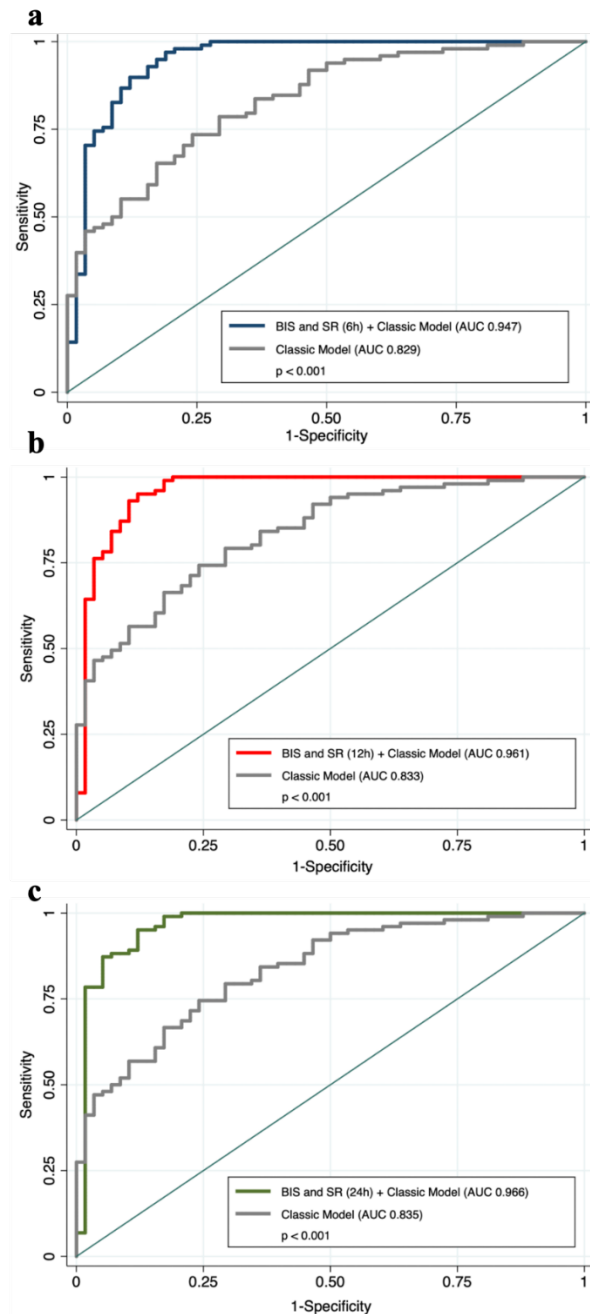 a
1
0.75
0.50
0.25
0
Sensitivity
BIS and SR (6h) + Classic Model (AUC 0.947)
Classic Model (AUC 0.829)
p < 0.001
0
0.25
0.50
0.75
1
1-Specificity
b
1
0.75
0.50
0.25
0
Sensitivity
BIS and SR (12h) + Classic Model (AUC 0.961)
Classic Model (AUC 0.833)
p < 0.001
0
0.25
0.50
0.75
1
1-Specificity
c
1
0.75
0.50
0.25
0
Sensitivity
BIS and SR (24h) + Classic Model (AUC 0.966)
Classic Model (AUC 0.835)
p < 0.001
0
0.25
0.50
0.75
1
1-Specificity